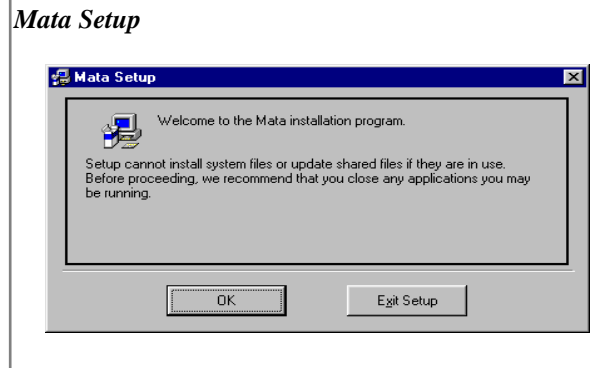 Mata Setup
Mata Setup
Welcome to the Mata installation program.
Setup cannot install system files or update shared files if they are in use.
Before proceeding, we recommend that you close any applications you may
be running.
OK
Exit Setup